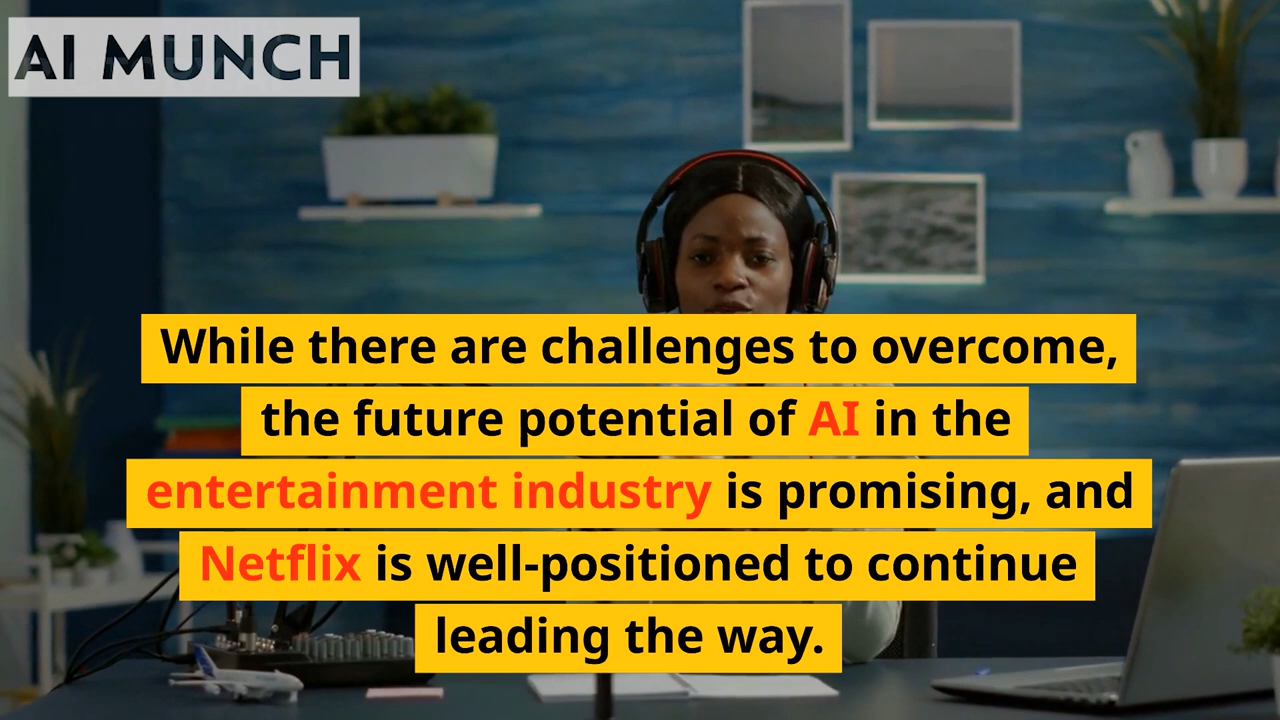 AI MUNCH
While there are challenges to overcome,
the future potential of AI in the
entertainment industry is promising, and
Netflix is well-positioned to continue
leading the way.